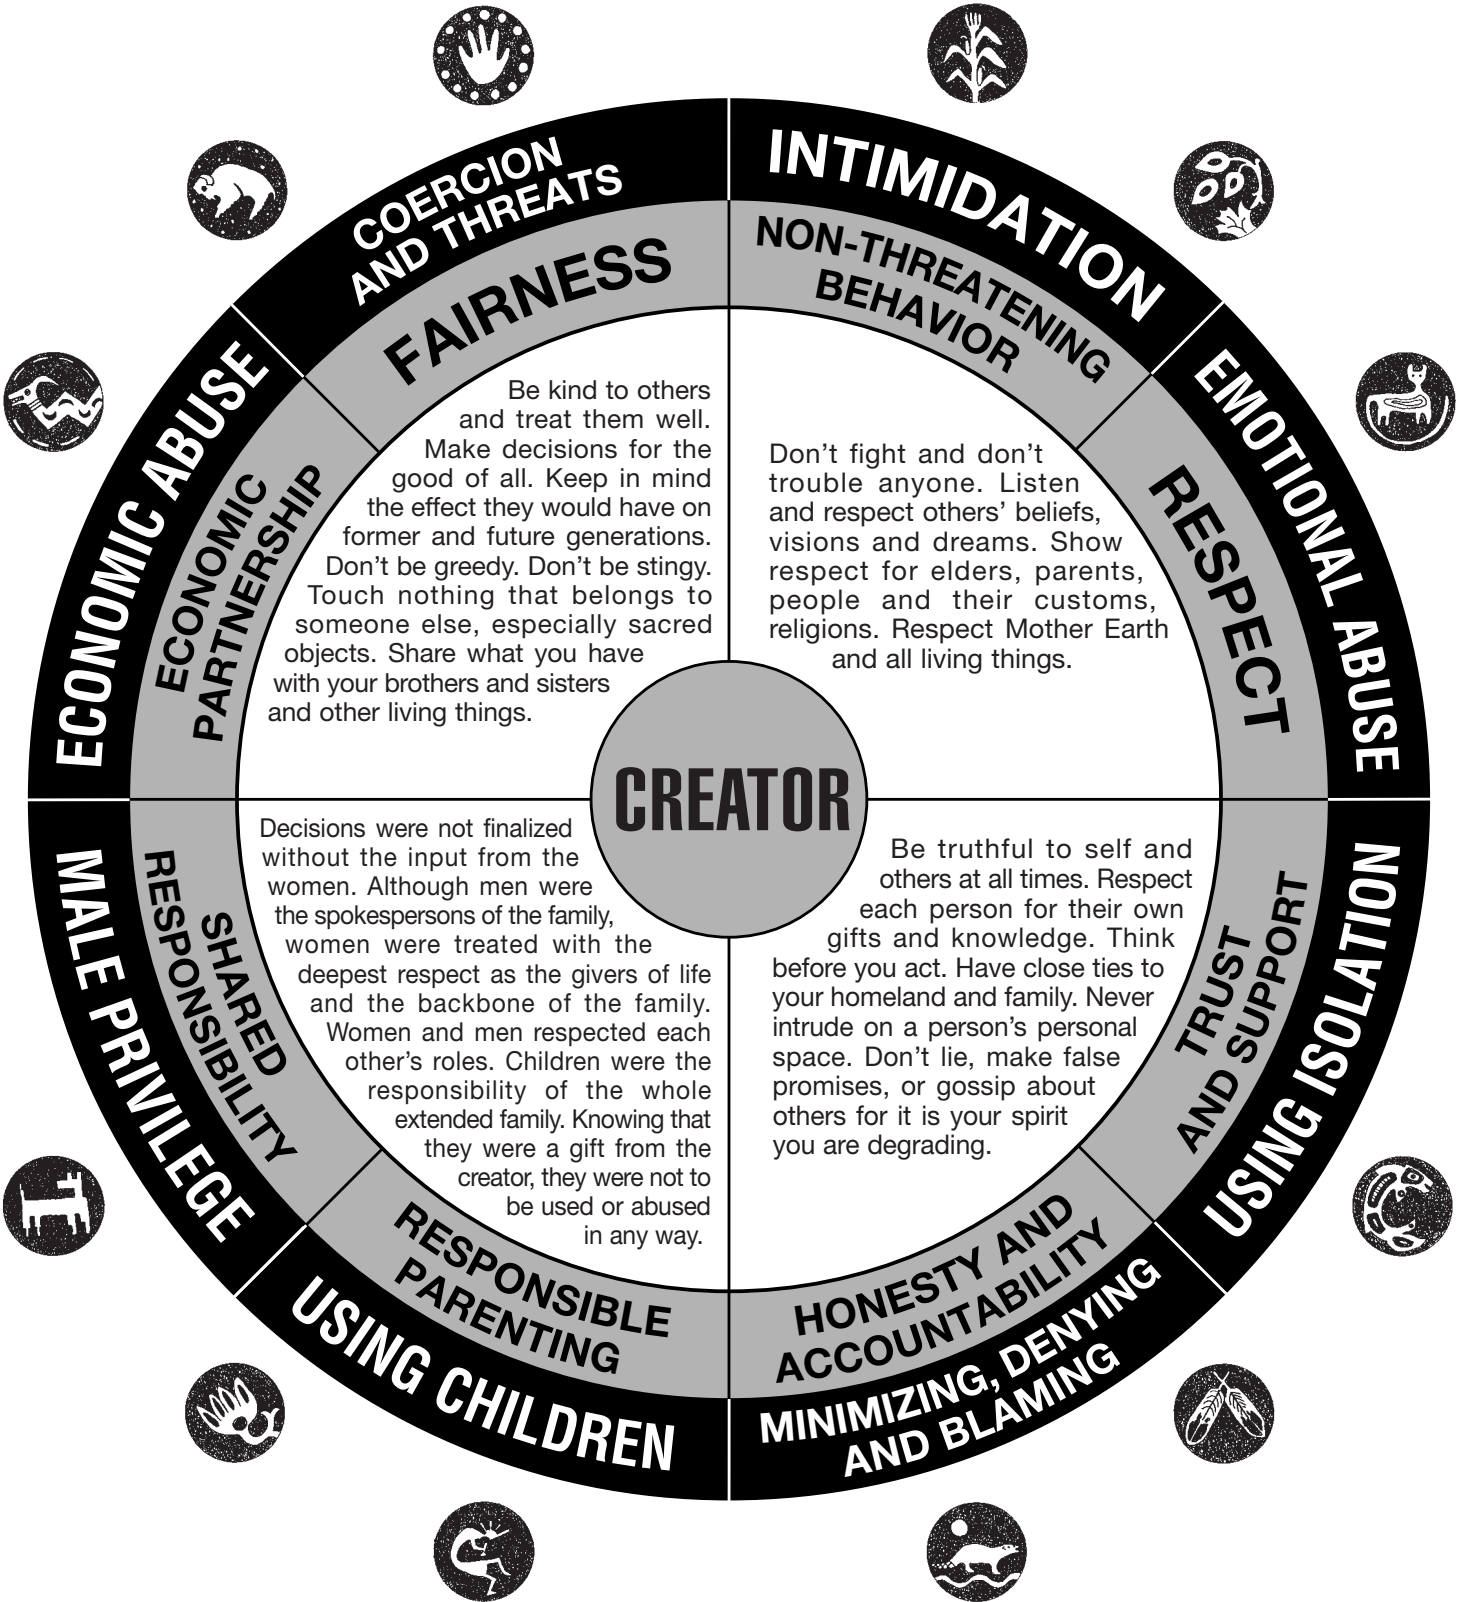 COERCION
AND THREATS
FAIRNESS
INTIMIDATION
NON-THREATENING
BEHAVIOR
EMOTIONAL ABUSE
RESPECT
ECONOMIC ABUSE
ECONOMIC
PARTNERSHIP
Be kind to others
and treat them well.
Make decisions for the
good of all. Keep in mind
the effect they would have on
former and future generations.
Don’t be greedy. Don’t be stingy.
Touch nothing that belongs to
someone else, especially sacred
objects. Share what you have
with your brothers and sisters
and other living things.
Don’t fight and don’t
trouble anyone. Listen
and respect others’ beliefs,
visions and dreams. Show
respect for elders, parents,
people and their customs,
religions. Respect Mother Earth
and all living things.
CREATOR
Decisions were not finalized
without the input from the
women. Although men were
the spokespersons of the family,
women were treated with the
deepest respect as the givers of life
and the backbone of the family.
Women and men respected each
other’s roles. Children were the
responsibility of the whole
extended family. Knowing that
they were a gift from the
creator, they were not to
be used or abused
in any way.
Be truthful to self and
others at all times. Respect
each person for their own
gifts and knowledge. Think
before you act. Have close ties to
your homeland and family. Never
intrude on a person’s personal
space. Don’t lie, make false
promises, or gossip about
others for it is your spirit
you are degrading.
MALE PRIVILEGE
SHARED
RESPONSIBILITY
TRUST
AND SUPPORT
USING ISOLATION
RESPONSIBLE
PARENTING
USING CHILDREN
HONESTY AND
ACCOUNTABILITY
MINIMIZING, DENYING
AND BLAMING